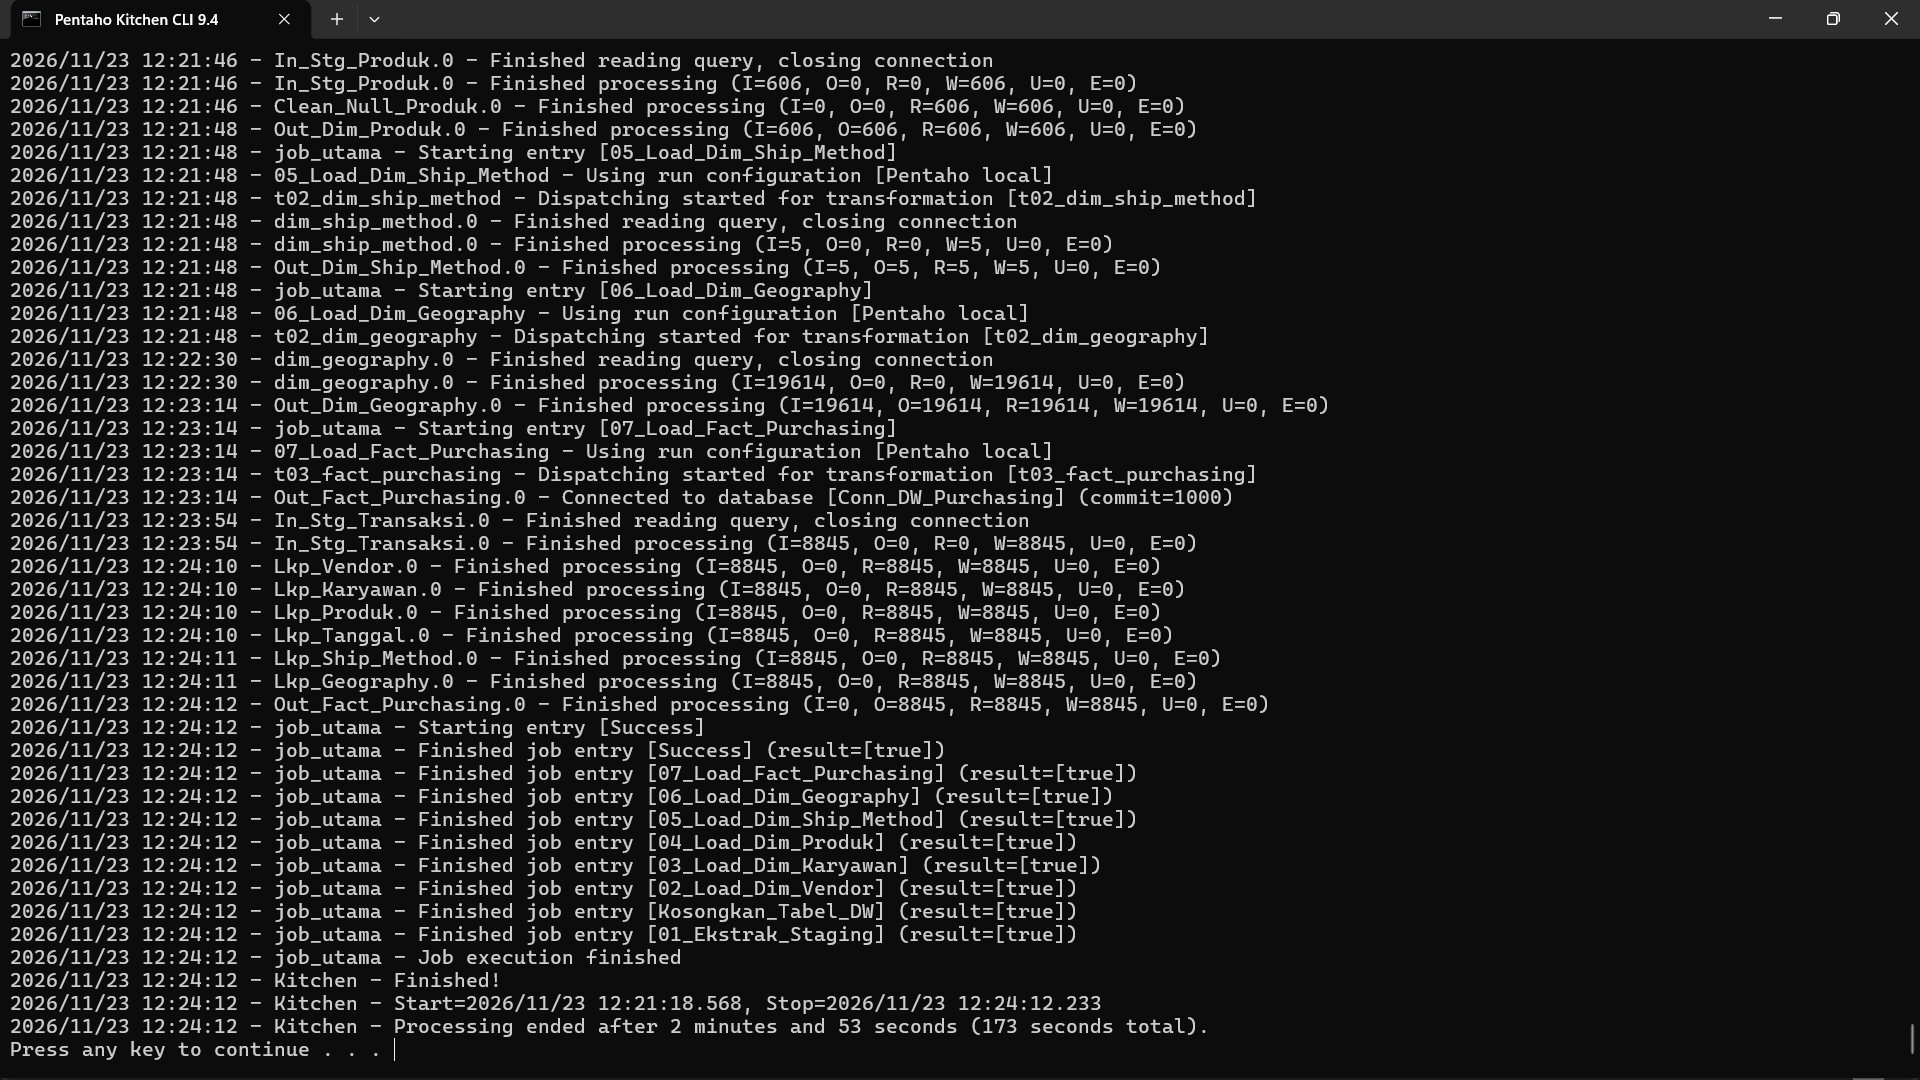 Pentaho Kitchen CLI 9.4
2026/11/23 12:21:46 - In_Stg_Produk.0 - Finished reading query, closing connection
2026/11/23 12:21:46 - In_Stg_Produk.0 - Finished processing (I=606, O=0, R=0, W=606, U=0, E=0)
2026/11/23 12:21:46 - Clean_Null_Produk.0 - Finished processing (I=0, O=0, R=606, W=606, U=0, E=0)
2026/11/23 12:21:48 - Out_Dim_Produk.0 - Finished processing (I=606, O=606, R=606, W=606, U=0, E=0)
2026/11/23 12:21:48 - job_utama - Starting entry [05_Load_Dim_Ship_Method]
2026/11/23 12:21:48 - 05_Load_Dim_Ship_Method - Using run configuration [Pentaho local]
2026/11/23 12:21:48 - t02_dim_ship_method - Dispatching started for transformation [t02_dim_ship_method]
2026/11/23 12:21:48 - dim_ship_method.0 - Finished reading query, closing connection
2026/11/23 12:21:48 - dim_ship_method.0 - Finished processing (I=5, O=0, R=0, W=5, U=0, E=0)
2026/11/23 12:21:48 - Out_Dim_Ship_Method.0 - Finished processing (I=5, O=5, R=5, W=5, U=0, E=0)
2026/11/23 12:21:48 - job_utama - Starting entry [06_Load_Dim_Geography]
2026/11/23 12:21:48 - 06_Load_Dim_Geography - Using run configuration [Pentaho local]
2026/11/23 12:21:48 - t02_dim_geography - Dispatching started for transformation [t02_dim_geography]
2026/11/23 12:22:30 - dim_geography.0 - Finished reading query, closing connection
2026/11/23 12:22:30 - dim_geography.0 - Finished processing (I=19614, O=0, R=0, W=19614, U=0, E=0)
2026/11/23 12:23:14 - Out_Dim_Geography.0 - Finished processing (I=19614, O=19614, R=19614, W=19614, U=0, E=0)
2026/11/23 12:23:14 - job_utama - Starting entry [07_Load_Fact_Purchasing]
2026/11/23 12:23:14 - 07_Load_Fact_Purchasing - Using run configuration [Pentaho local]
2026/11/23 12:23:14 - t03_fact_purchasing - Dispatching started for transformation [t03_fact_purchasing]
2026/11/23 12:23:14 - Out_Fact_Purchasing.0 - Connected to database [Conn_DW_Purchasing] (commit=1000)
2026/11/23 12:23:54 - In_Stg_Transaksi.0 - Finished reading query, closing connection
2026/11/23 12:23:54 - In_Stg_Transaksi.0 - Finished processing (I=8845, O=0, R=0, W=8845, U=0, E=0)
2026/11/23 12:24:10 - Lkp_Vendor.0 - Finished processing (I=8845, O=0, R=8845, W=8845, U=0, E=0)
2026/11/23 12:24:10 - Lkp_Karyawan.0 - Finished processing (I=8845, O=0, R=8845, W=8845, U=0, E=0)
2026/11/23 12:24:10 - Lkp_Produk.0 - Finished processing (I=8845, O=0, R=8845, W=8845, U=0, E=0)
2026/11/23 12:24:10 - Lkp_Tanggal.0 - Finished processing (I=8845, O=0, R=8845, W=8845, U=0, E=0)
2026/11/23 12:24:11 - Lkp_Ship_Method.0 - Finished processing (I=8845, O=0, R=8845, W=8845, U=0, E=0)
2026/11/23 12:24:11 - Lkp_Geography.0 - Finished processing (I=8845, O=0, R=8845, W=8845, U=0, E=0)
2026/11/23 12:24:12 - Out_Fact_Purchasing.0 - Finished processing (I=0, O=8845, R=8845, W=8845, U=0, E=0)
2026/11/23 12:24:12 - job_utama - Starting entry [Success]
2026/11/23 12:24:12 - job_utama - Finished job entry [Success] (result=[true])
2026/11/23 12:24:12 - job_utama - Finished job entry [07_Load_Fact_Purchasing] (result=[true])
2026/11/23 12:24:12 - job_utama - Finished job entry [06_Load_Dim_Geography] (result=[true])
2026/11/23 12:24:12 - job_utama - Finished job entry [05_Load_Dim_Ship_Method] (result=[true])
2026/11/23 12:24:12 - job_utama - Finished job entry [04_Load_Dim_Produk] (result=[true])
2026/11/23 12:24:12 - job_utama - Finished job entry [03_Load_Dim_Karyawan] (result=[true])
2026/11/23 12:24:12 - job_utama - Finished job entry [02_Load_Dim_Vendor] (result=[true])
2026/11/23 12:24:12 - job_utama - Finished job entry [Kosongkan_Tabel_DW] (result=[true])
2026/11/23 12:24:12 - job_utama - Finished job entry [01_Ekstrak_Staging] (result=[true])
2026/11/23 12:24:12 - job_utama - Job execution finished
2026/11/23 12:24:12 - Kitchen - Finished!
2026/11/23 12:24:12 - Kitchen - Start=2026/11/23 12:21:18.568, Stop=2026/11/23 12:24:12.233
2026/11/23 12:24:12 - Kitchen - Processing ended after 2 minutes and 53 seconds (173 seconds total).
Press any key to continue . . .